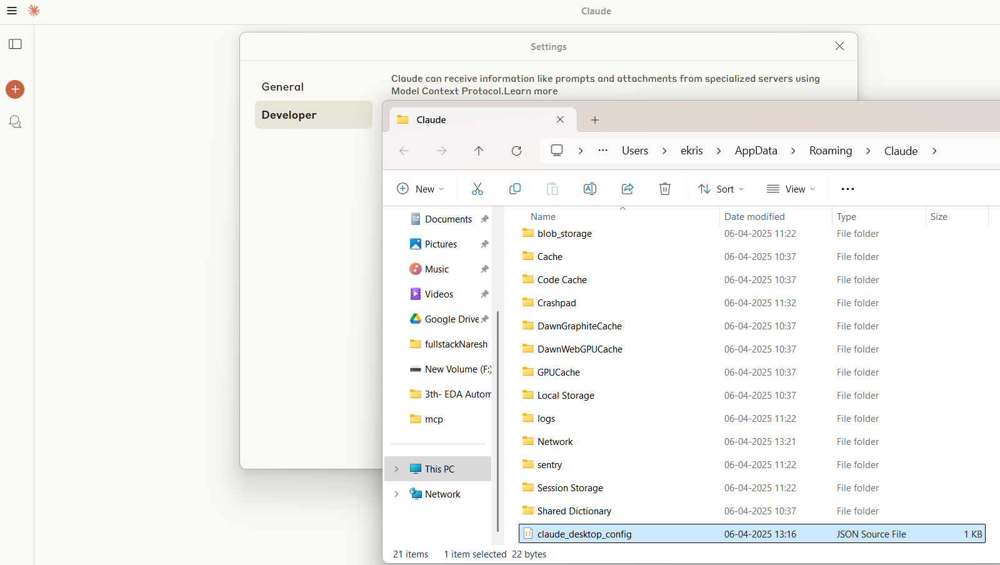 Claude
Settings
General
Developer
Claude can receive information like prompts and attachments from specialized servers using
Model Context Protocol.Learn more
Claude
Users
ekris
AppData
Roaming
Claude
New
Sort
View
Documents
Pictures
Music
Videos
Google Drive
fullstackNaresh
New Volume (F:)
3th- EDA Autom
mcp
This PC
Network
Name Date modified Type Size
blob_storage 06-04-2025 11:22 File folder
Cache 06-04-2025 10:37 File folder
Code Cache 06-04-2025 10:37 File folder
Crashpad 06-04-2025 11:32 File folder
DawnGraphiteCache 06-04-2025 10:37 File folder
DawnWebGPUCache 06-04-2025 10:37 File folder
GPUCache 06-04-2025 10:37 File folder
Local Storage 06-04-2025 10:37 File folder
logs 06-04-2025 11:22 File folder
Network 06-04-2025 13:21 File folder
sentry 06-04-2025 11:22 File folder
Session Storage 06-04-2025 11:22 File folder
Shared Dictionary 06-04-2025 10:37 File folder
claude_desktop_config 06-04-2025 13:16 JSON Source File 1 KB
21 items 1 item selected 22 bytes